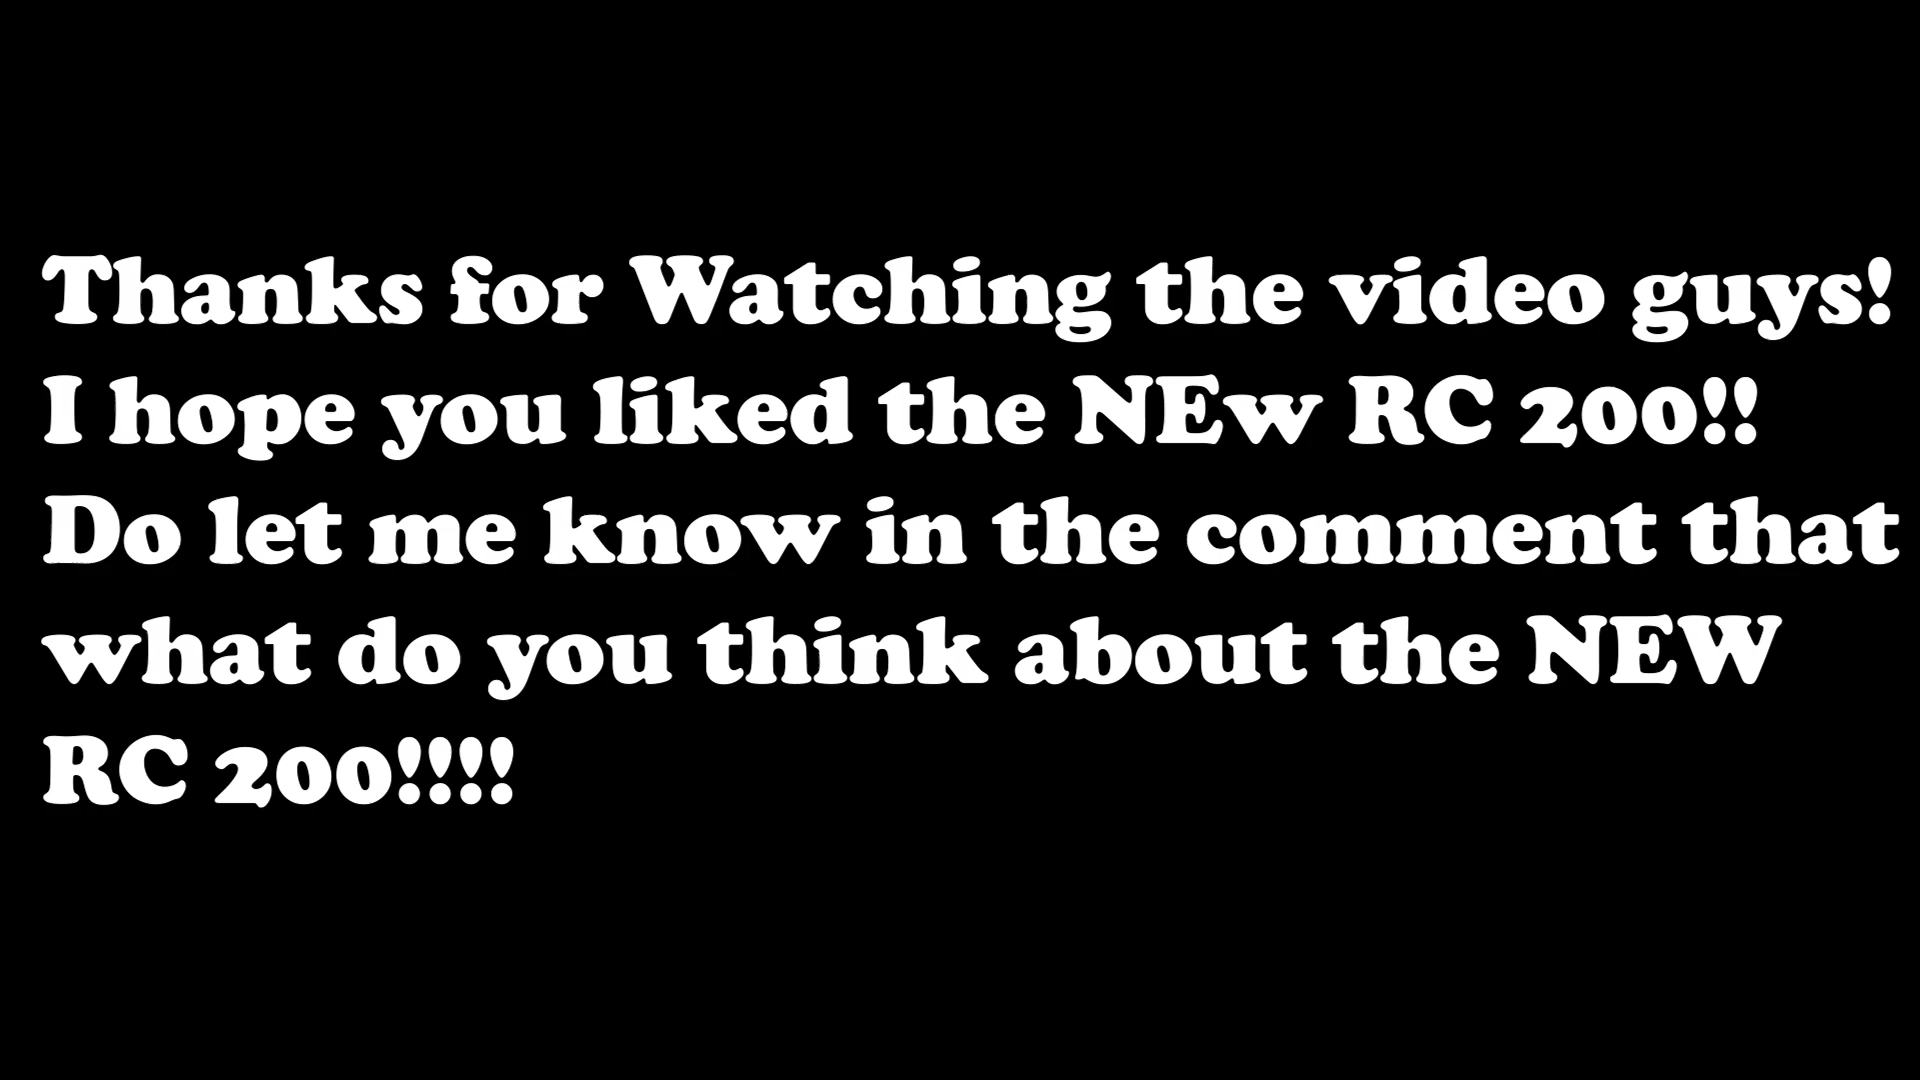 Thanks for Watching the video guys!
I hope you liked the NEw RC 200!!
Do let me know in the comment that
what do you think about the NEW
RC 200!!!!